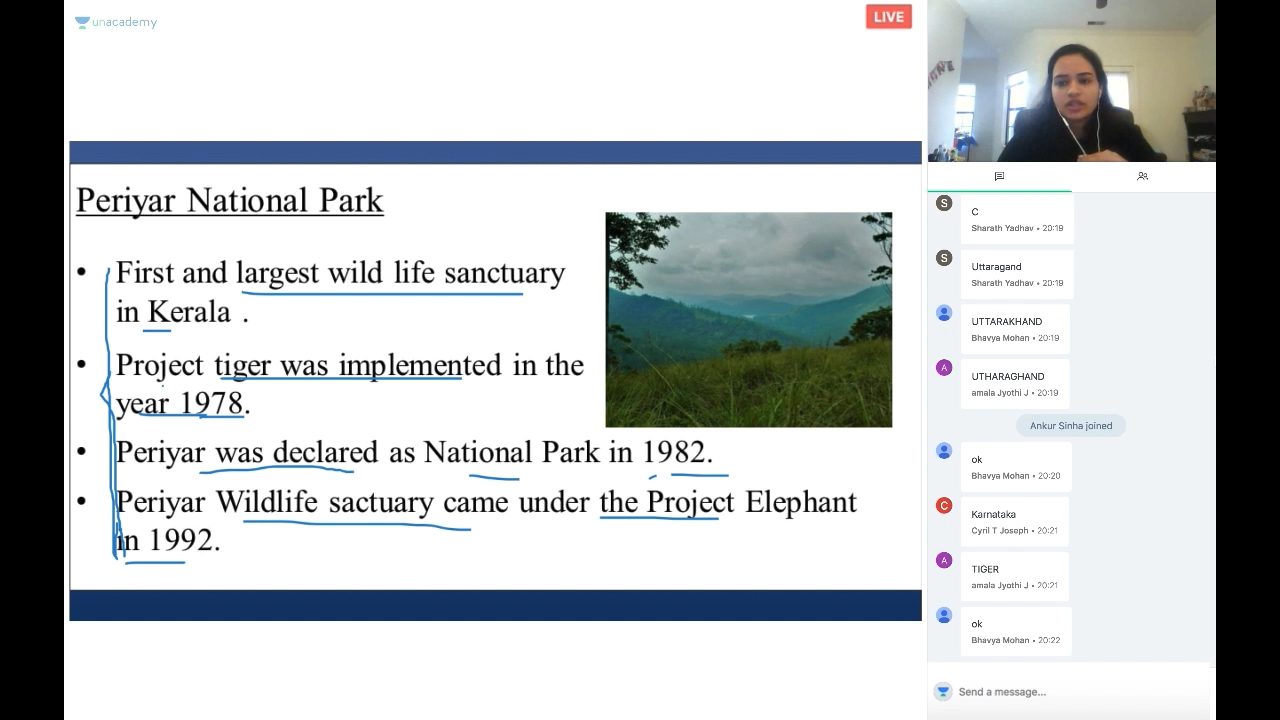 unacademy
LIVE
Periyar National Park
• First and largest wild life sanctuary
in Kerala .
• Project tiger was implemented in the
year 1978.
• Periyar was declared as National Park in 1982.
• Periyar Wildlife sactuary came under the Project Elephant
in 1992.
S
C
Sharath Yadhav • 20:19
S
Uttaragand
Sharath Yadhav • 20:19
UTTARAKHAND
Bhavya Mohan • 20:19
A
UTHARAGHAND
amala Jyothi J • 20:19
Ankur Sinha joined
ok
Bhavya Mohan • 20:20
C
Karnataka
Cyril T Joseph • 20:21
A
TIGER
amala Jyothi J • 20:21
ok
Bhavya Mohan • 20:22
Send a message...